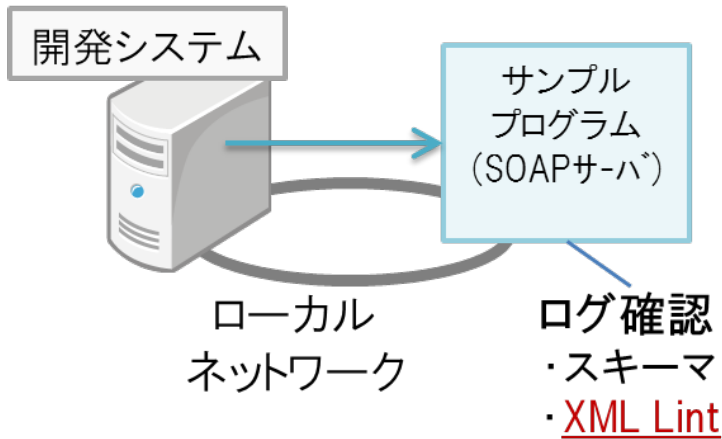 開発システム
サンプル
プログラム
(SOAPサーバ)
ローカル
ネットワーク
ログ確認
・スキーマ
・XML Lint